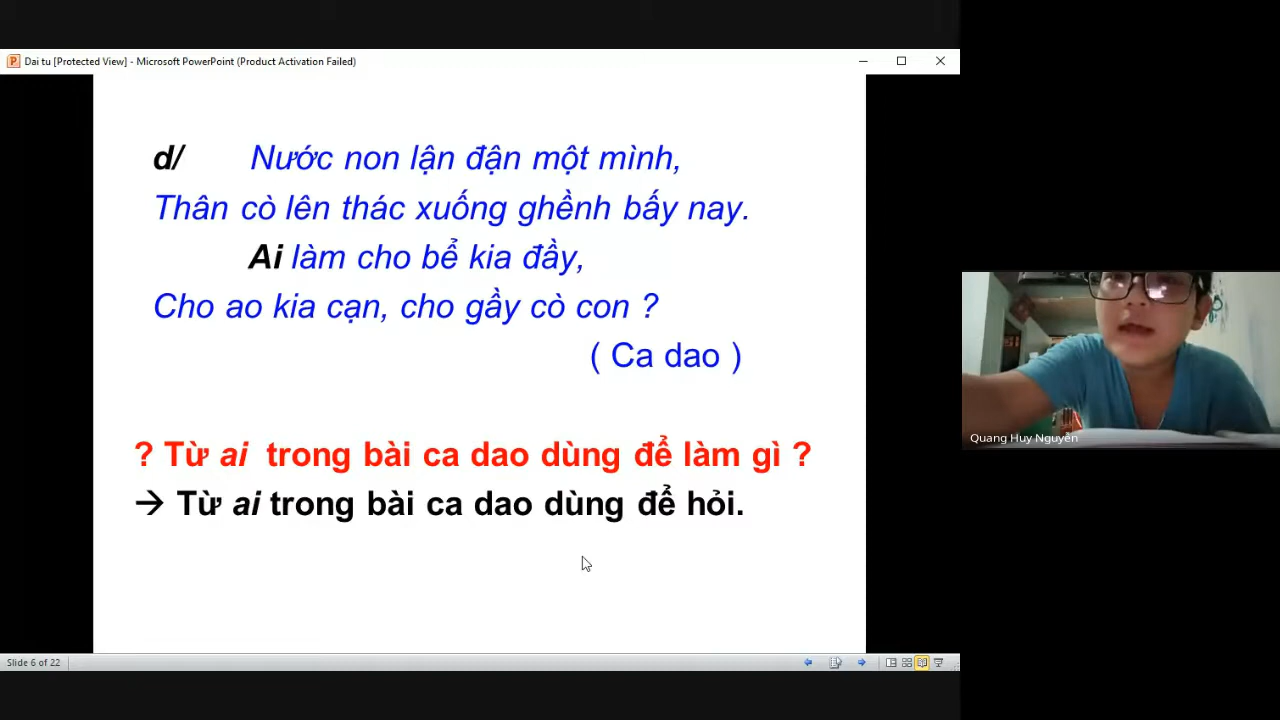 Dai tu [Protected View] - Microsoft PowerPoint (Product Activation Failed)
d/ Nước non lận đận một mình,
Thân cò lên thác xuống ghềnh bấy nay.
Ai làm cho bể kia đầy,
Cho ao kia cạn, cho gầy cò con ?
( Ca dao )
? Từ ai trong bài ca dao dùng để làm gì ?
→ Từ ai trong bài ca dao dùng để hỏi.
Quang Huy Nguyễn
Slide 6 of 22